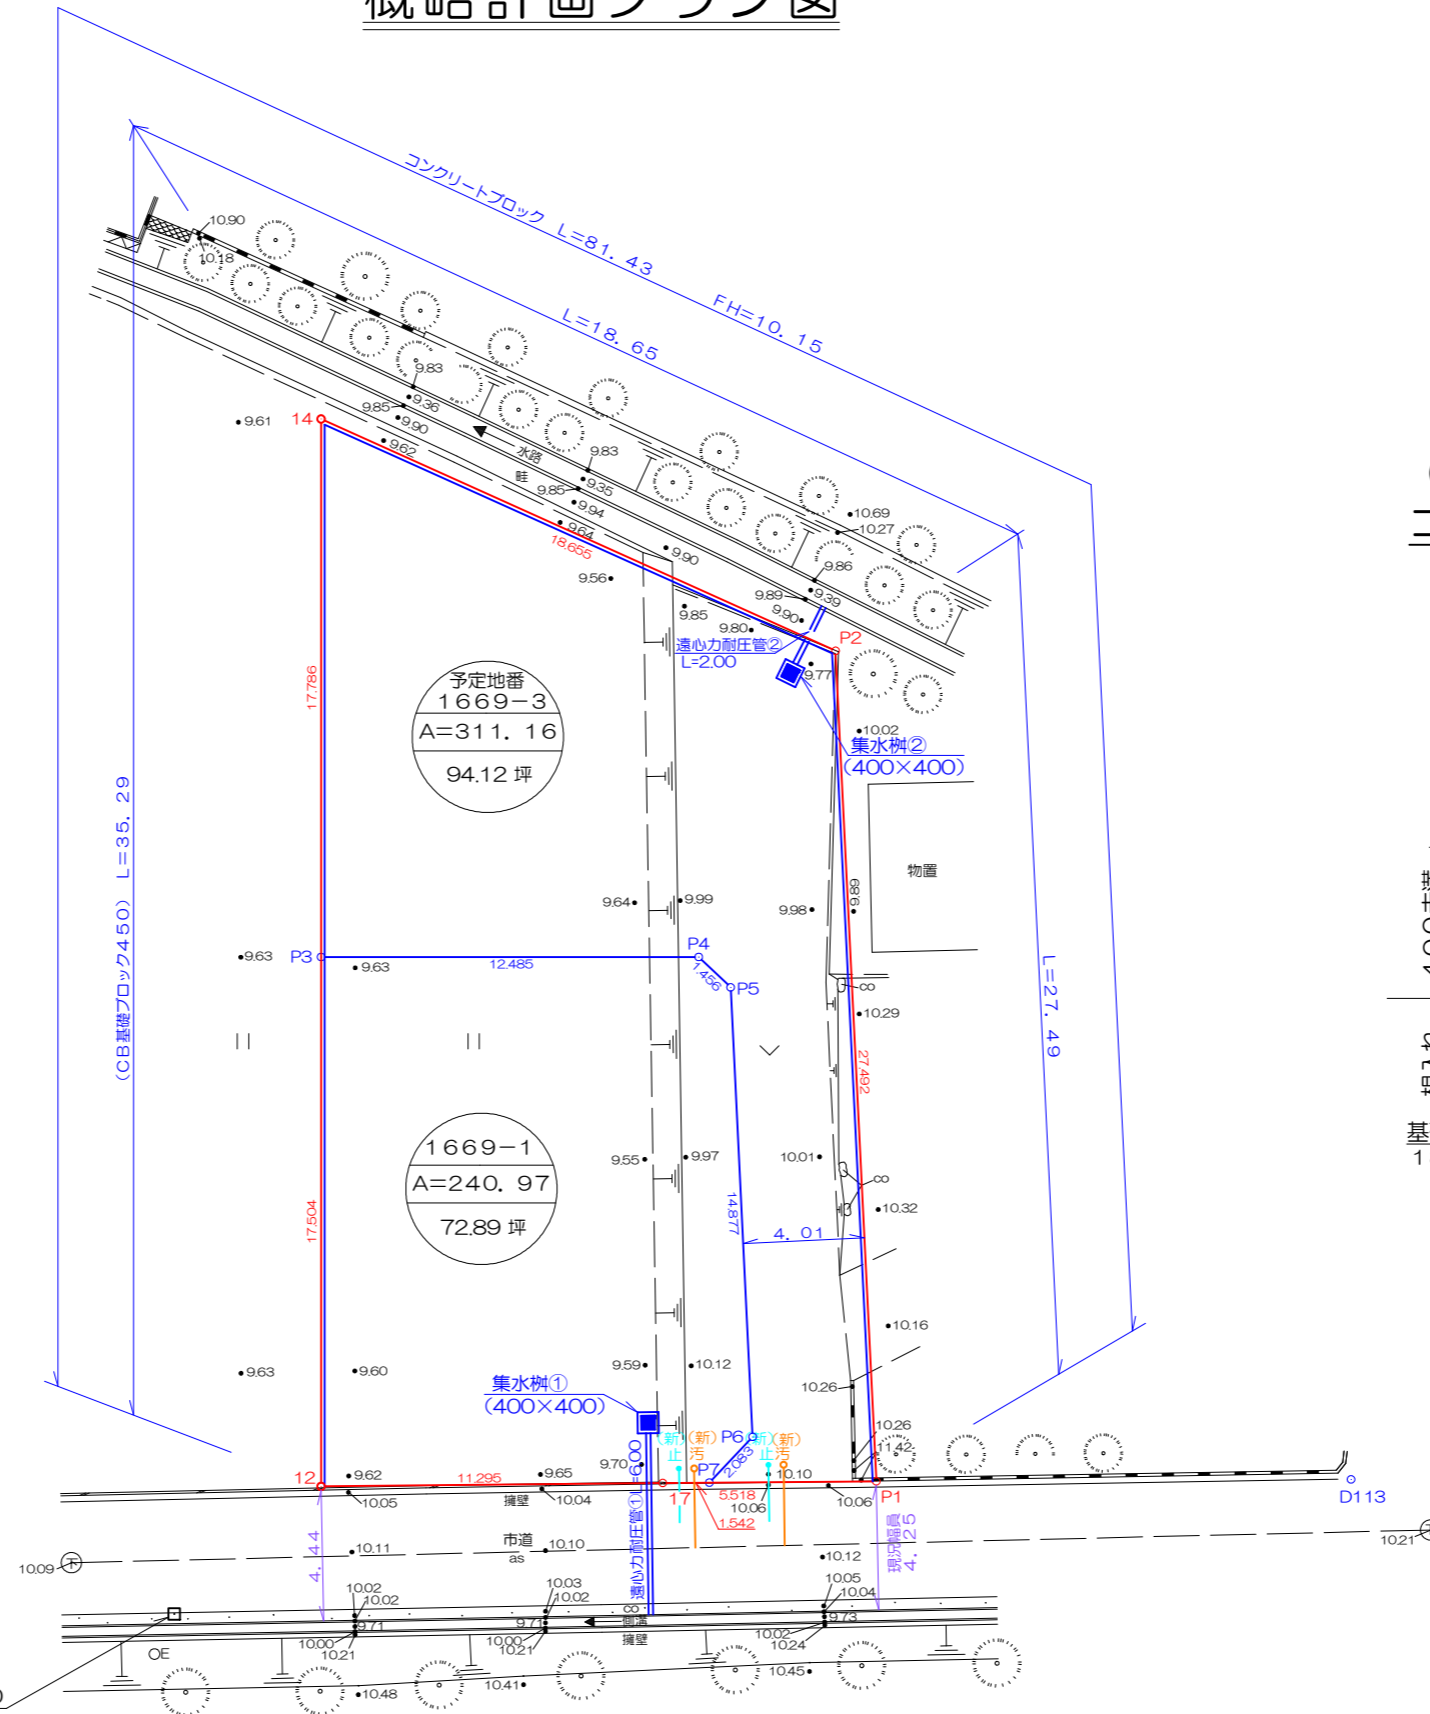 概略計画プラン図
コンクリートブロック L=81.43 FH=10.15
L=18.65
10.90
10.18
9.83
9.36
9.85
9.90
9.62
9.61
14
水路
畦
9.83
9.35
9.85
9.94
9.64
18.655
10.69
10.27
9.90
9.86
9.39
9.89
9.90
9.56
9.85
9.80
P2
遠心力耐圧管②
L=2.00
9.77
10.02
集水桝②
(400×400)
予定地番
1669-3
A=311.16
94.12 坪
17.786
(CB基礎ブロック450) L=35.29
物置
9.64
9.99
9.98
9.89
9.63
P3
9.63
12.485
P4
1.456
P5
co
10.29
L=27.49
27.492
1669-1
A=240.97
72.89 坪
17.504
9.55
9.97
10.01
co
10.32
14.877
4.01
10.16
9.63
9.60
9.59
10.12
10.26
集水桝①
(400×400)
10.26
11.42
(新)
止
(新)
汚
P6
(新)
止
(新)
汚
2.083
P7
9.70
9.62
9.65
10.10
12
11.295
17
5.518
1.542
10.06
10.06
P1
D113
10.05
擁壁
10.04
遠心力耐圧管① L=6.00
市道
as
4.44
現況幅員
4.25
10.09
下
10.11
10.10
10.12
10.21
10.02
10.02
9.71
10.00
10.21
10.03
10.02
9.71
10.00
10.21
co
側溝
擁壁
10.05
10.04
9.73
10.02
10.24
OE
10.48
10.41
10.45
基
1